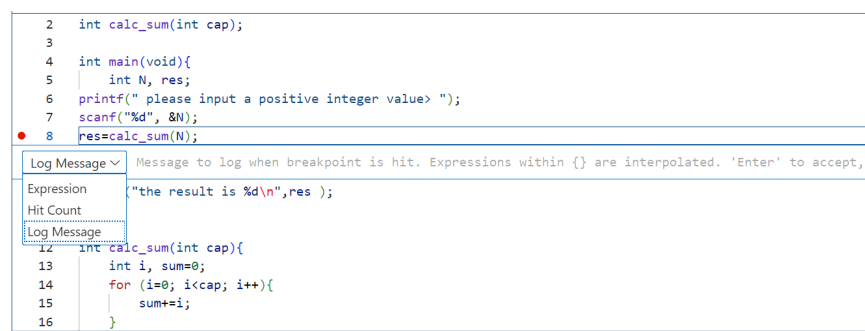 2 int calc_sum(int cap);
3
4 int main(void){
5 int N, res;
6 printf(" please input a positive integer value> ");
7 scanf("%d", &N);
8 res=calc_sum(N);
Log Message Message to log when breakpoint is hit. Expressions within {} are interpolated. 'Enter' to accept,
Expression ("the result is %d\n",res );
Hit Count
Log Message
12 int calc_sum(int cap){
13 int i, sum=0;
14 for (i=0; i<cap; i++){
15 sum+=i;
16 }